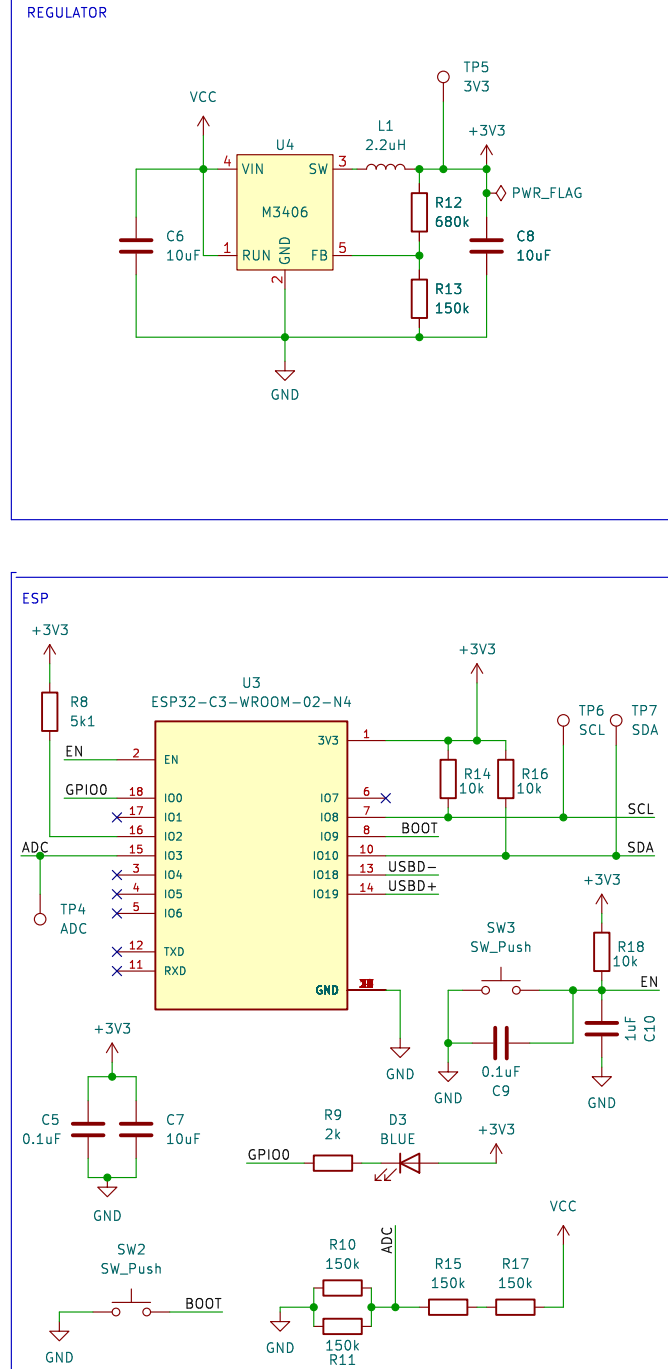 REGULATOR
TP5
3V3
VCC
+3V3
L1
2.2uH
U4
4 VIN
SW 3
PWR_FLAG
R12
680k
M3406
C6
10uF
C8
10uF
1 RUN
GND
FB 5
2
R13
150k
GND
ESP
+3V3
+3V3
U3
ESP32-C3-WROOM-02-N4
R8
5k1
TP6
SCL
TP7
SDA
3V3 1
EN 2 EN
R14
10k
R16
10k
GPIO0 18 IO0
IO7 6
17 IO1
IO8 7
SCL
16 IO2
IO9 8 BOOT
ADC 15 IO3
IO10 10
SDA
3 IO4
IO18 13 USBD-
4 IO5
IO19 14 USBD+
+3V3
5 IO6
TP4
ADC
SW3
SW_Push
R18
10k
12 TXD
11 RXD
EN
GND
1uF
C10
+3V3
GND
0.1uF
C9
GND
GND
C5
0.1uF
C7
10uF
R9
2k
D3
BLUE
+3V3
GPIO0
GND
VCC
SW2
SW_Push
ADC
R10
150k
R15
150k
R17
150k
BOOT
GND
GND
150k
R11